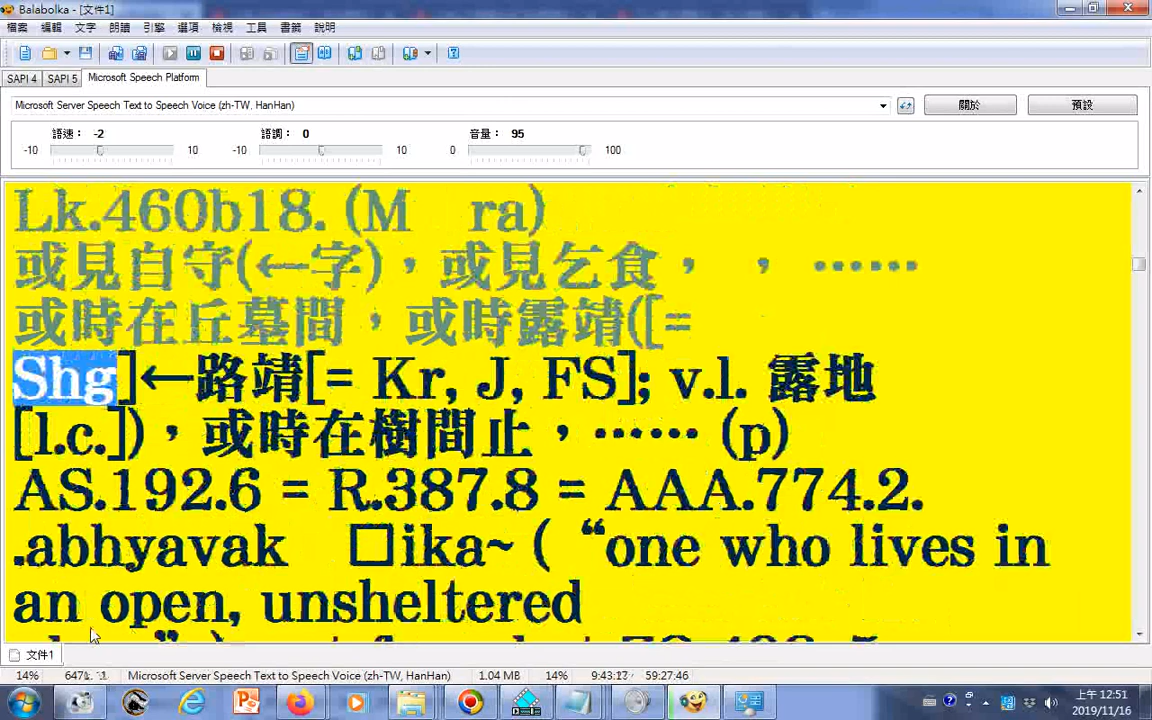 Balabolka - [文件1]
檔案 編輯 文字 朗讀 引擎 選項 檢視 工具 書籤 說明
SAPI 4 SAPI 5 Microsoft Speech Platform
Microsoft Server Speech Text to Speech Voice (zh-TW, HanHan)
關於 預設
語速： -2 語調： 0 音量： 95
-10 10 -10 10 0 100
Lk.460b18. (M ra)
或見自守(←字)，或見乞食， ， ……
或時在丘墓間，或時露靖([=
Shg]←路靖[= Kr, J, FS]; v.l. 露地
[l.c.])，或時在樹間止，…… (p)
AS.192.6 = R.387.8 = AAA.774.2.
.abhyavak □ika~ ( “one who lives in
an open, unsheltered
文件1
14% Microsoft Server Speech Text to Speech Voice (zh-TW, HanHan) 1.04 MB 14% 59:27:46
上午 12:51
2019/11/16